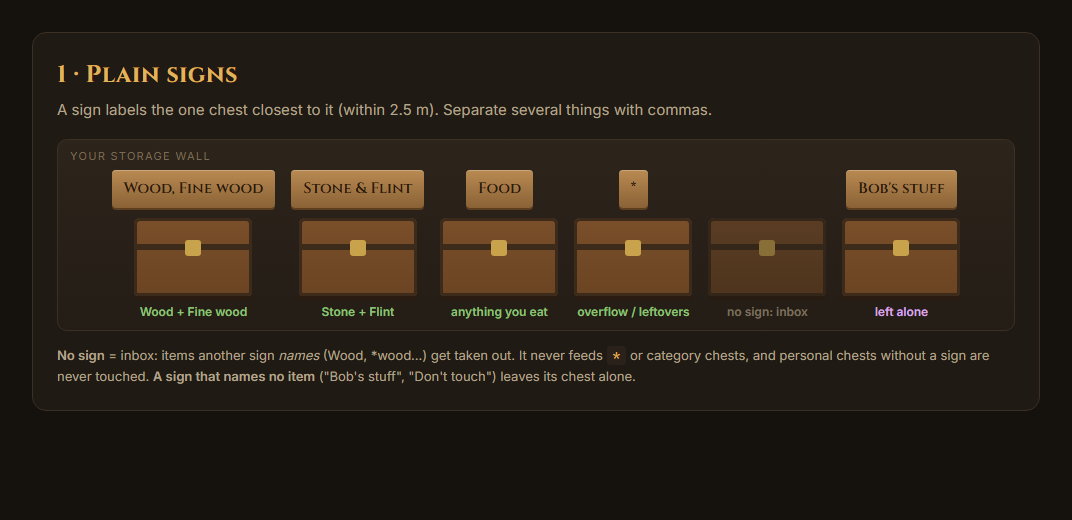 1 · Plain signs
A sign labels the one chest closest to it (within 2.5 m). Separate several things with commas.
YOUR STORAGE WALL
Wood, Fine wood
Stone & Flint
Food
*
Bob's stuff
Wood + Fine wood
Stone + Flint
anything you eat
overflow / leftovers
no sign: inbox
left alone
No sign = inbox: items another sign names (Wood, *wood…) get taken out. It never feeds * or category chests, and personal chests without a sign are
never touched. A sign that names no item ("Bob's stuff", "Don't touch") leaves its chest alone.